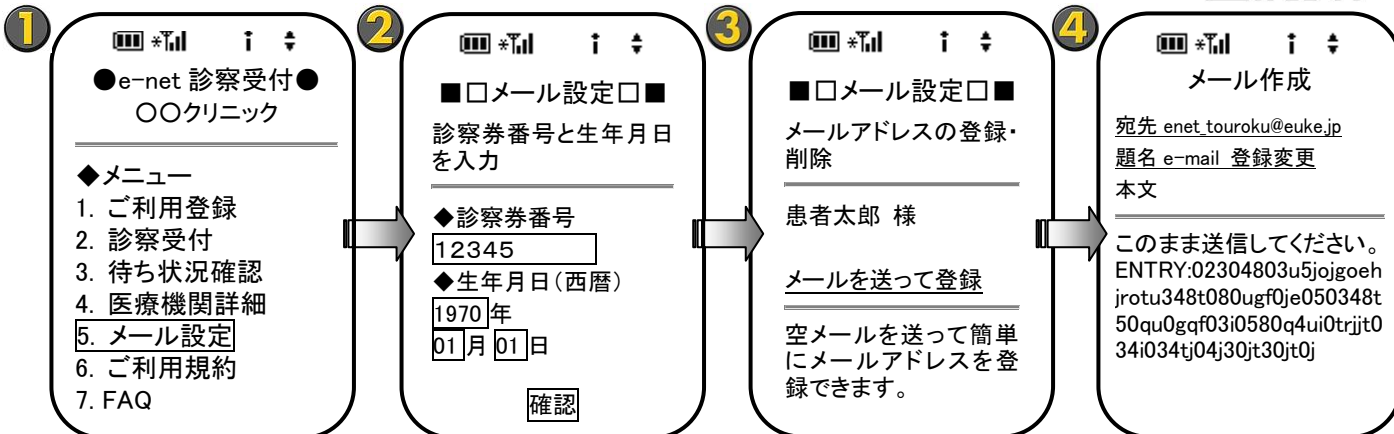 1
●e-net 診察受付●
○○クリニック
◆メニュー
1. ご利用登録
2. 診察受付
3. 待ち状況確認
4. 医療機関詳細
5. メール設定
6. ご利用規約
7. FAQ
2
■□メール設定□■
診察券番号と生年月日
を入力
◆診察券番号
12345
◆生年月日(西暦)
1970 年
01 月 01 日
確認
3
■□メール設定□■
メールアドレスの登録・
削除
患者太郎 様
メールを送って登録
空メールを送って簡単
にメールアドレスを登
録できます。
4
メール作成
宛先 enet_touroku@euke.jp
題名 e-mail 登録変更
本文
このまま送信してください。
ENTRY:02304803u5jojgoeh
jrotu348t080ugf0je050348t
50qu0gqf03i0580q4ui0trjjt0
34i034tj04j30jt30jt0j